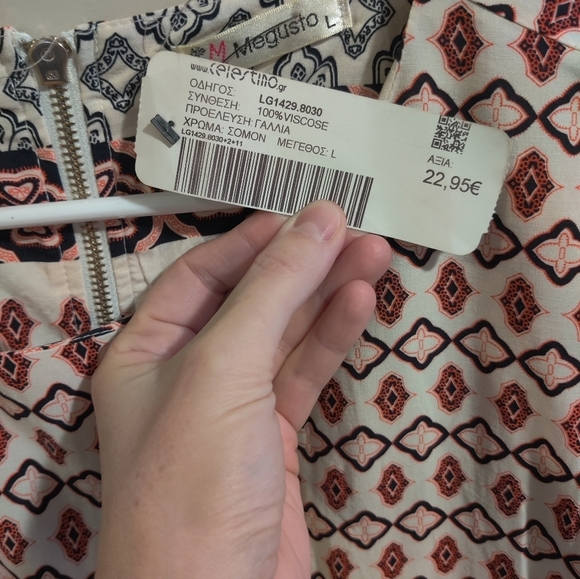 M Megusto L
www.celestino.gr
ΟΔΗΓΟΣ: LG1429.8030
ΣΥΝΘΕΣΗ: 100%VISCOSE
ΠΡΟΕΛΕΥΣΗ:ΓΑΛΛΙΑ
ΧΡΩΜΑ: ΣΟΜΟΝ ΜΕΓΕΘΟΣ: L
LG1429.8030+2+11
ΑΞΙΑ:
22,95€